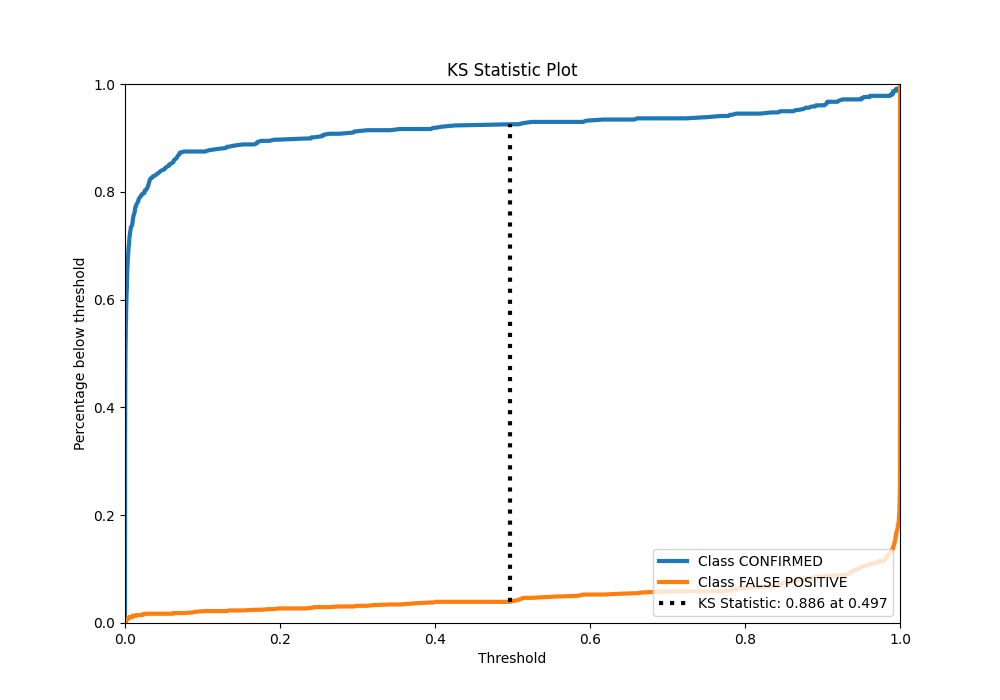 KS Statistic Plot
1.0
0.8
0.6
0.4
0.2
0.0
Percentage below threshold
0.0 0.2 0.4 0.6 0.8 1.0
Threshold
Class CONFIRMED
Class FALSE POSITIVE
KS Statistic: 0.886 at 0.497